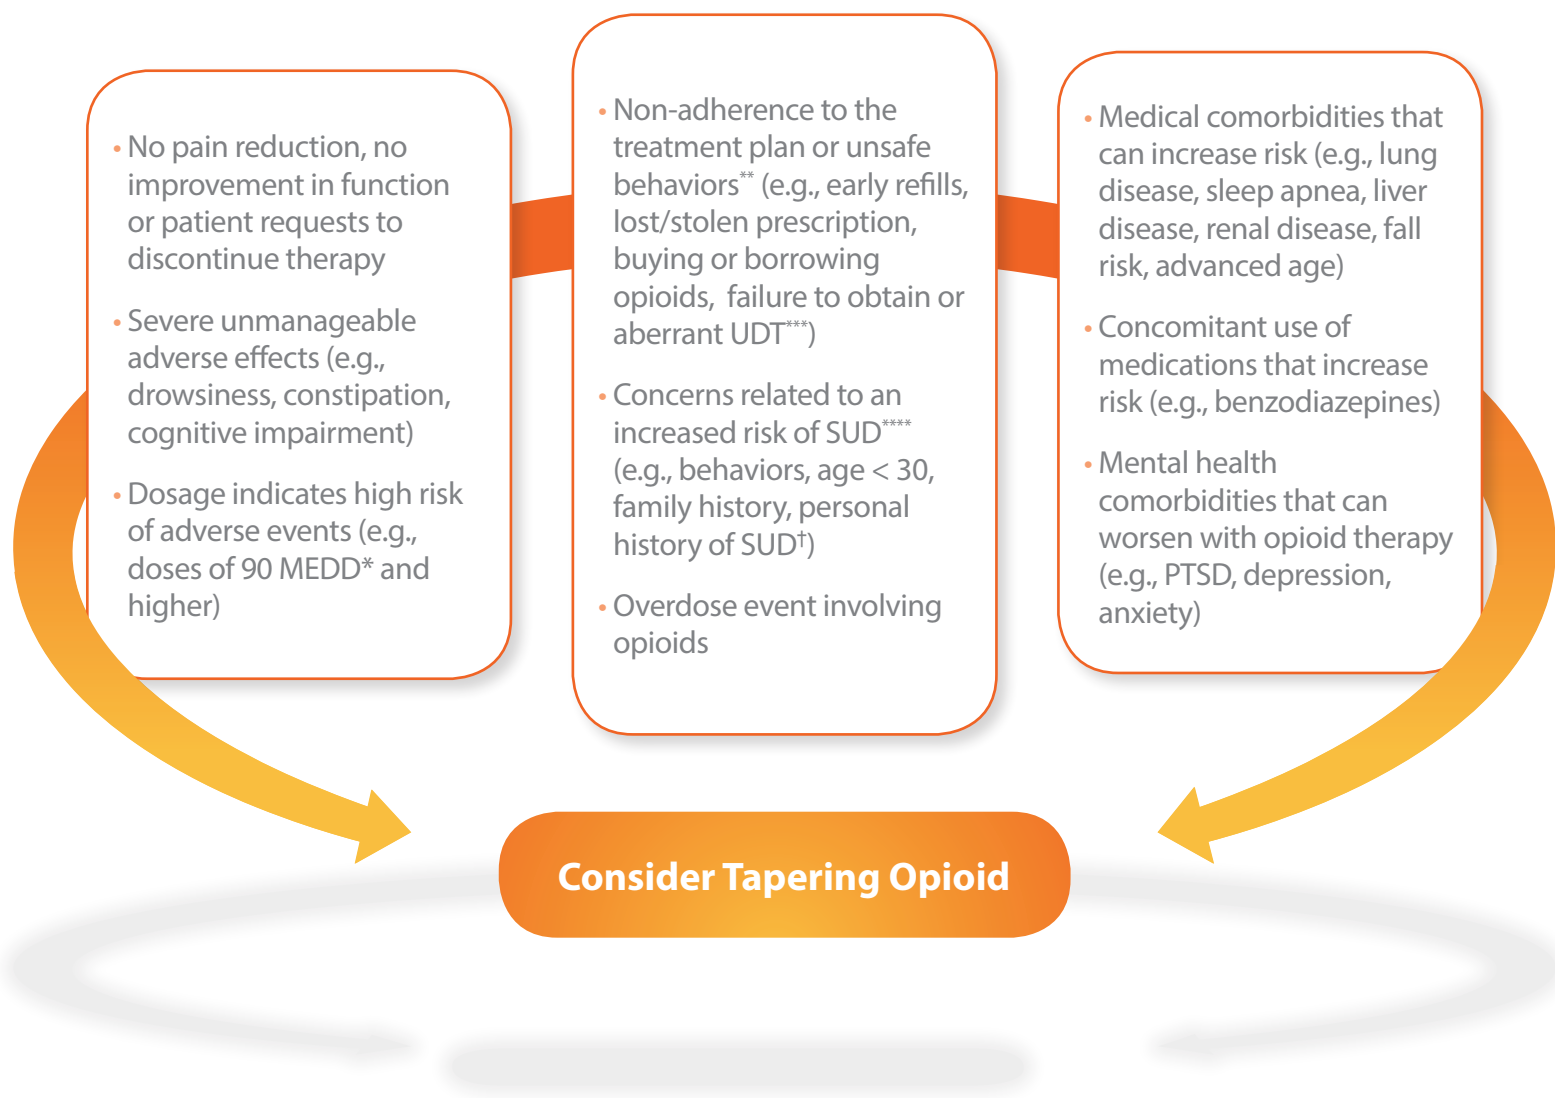 • No pain reduction, no
improvement in function
or patient requests to
discontinue therapy
• Severe unmanageable
adverse effects (e.g.,
drowsiness, constipation,
cognitive impairment)
• Dosage indicates high risk
of adverse events (e.g.,
doses of 90 MEDD* and
higher)
• Non-adherence to the
treatment plan or unsafe
behaviors** (e.g., early refills,
lost/stolen prescription,
buying or borrowing
opioids, failure to obtain or
aberrant UDT***)
• Concerns related to an
increased risk of SUD****
(e.g., behaviors, age < 30,
family history, personal
history of SUD†)
• Overdose event involving
opioids
• Medical comorbidities that
can increase risk (e.g., lung
disease, sleep apnea, liver
disease, renal disease, fall
risk, advanced age)
• Concomitant use of
medications that increase
risk (e.g., benzodiazepines)
• Mental health
comorbidities that can
worsen with opioid therapy
(e.g., PTSD, depression,
anxiety)
Consider Tapering Opioid